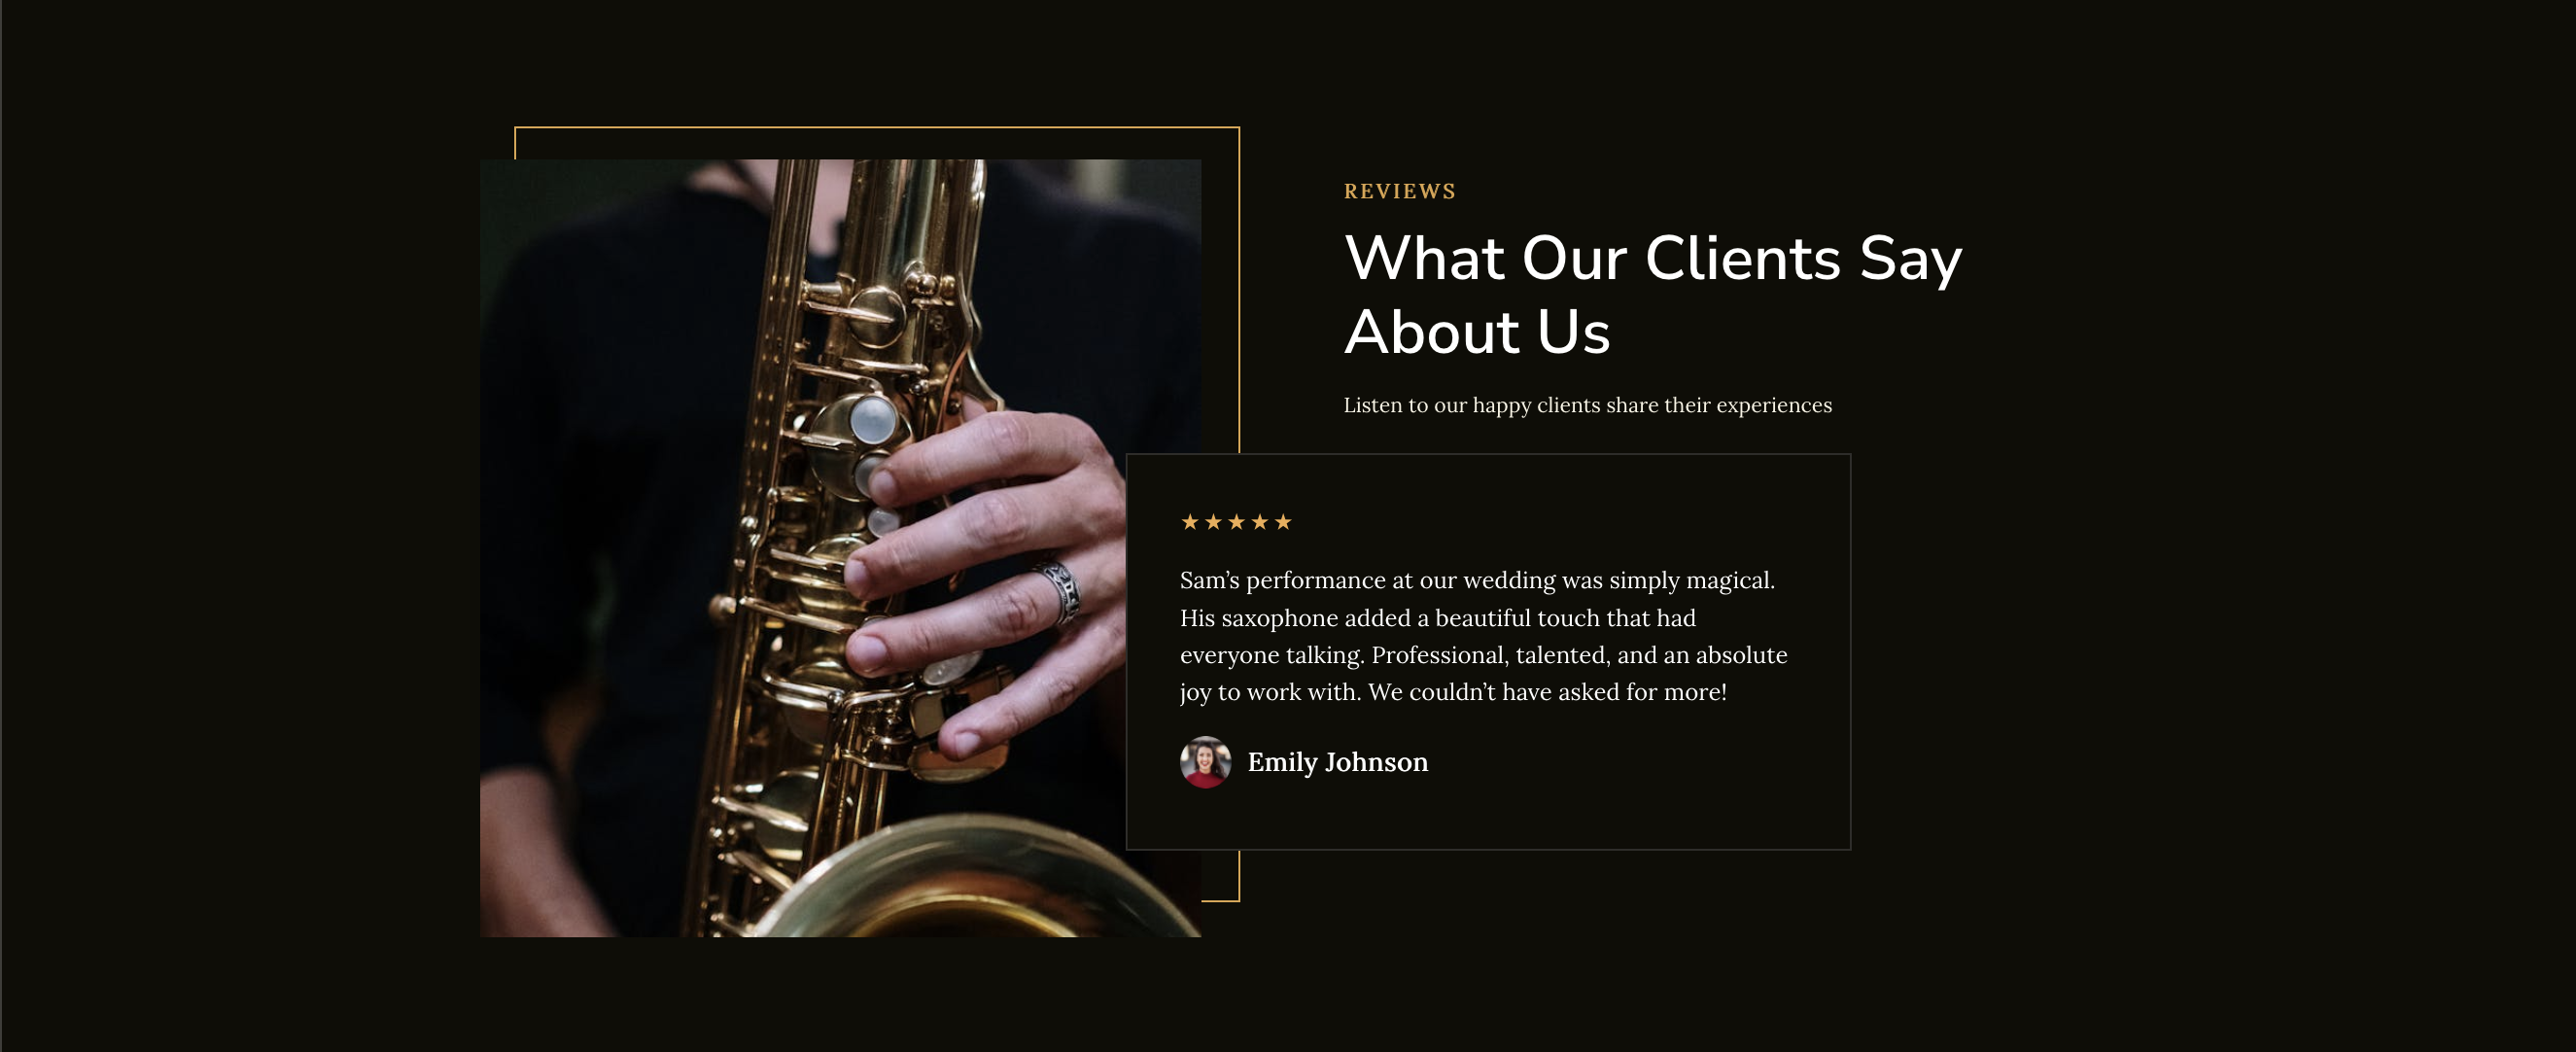 REVIEWS
What Our Clients Say
About Us
Listen to our happy clients share their experiences
★★★★★
Sam’s performance at our wedding was simply magical.
His saxophone added a beautiful touch that had
everyone talking. Professional, talented, and an absolute
joy to work with. We couldn’t have asked for more!
Emily Johnson